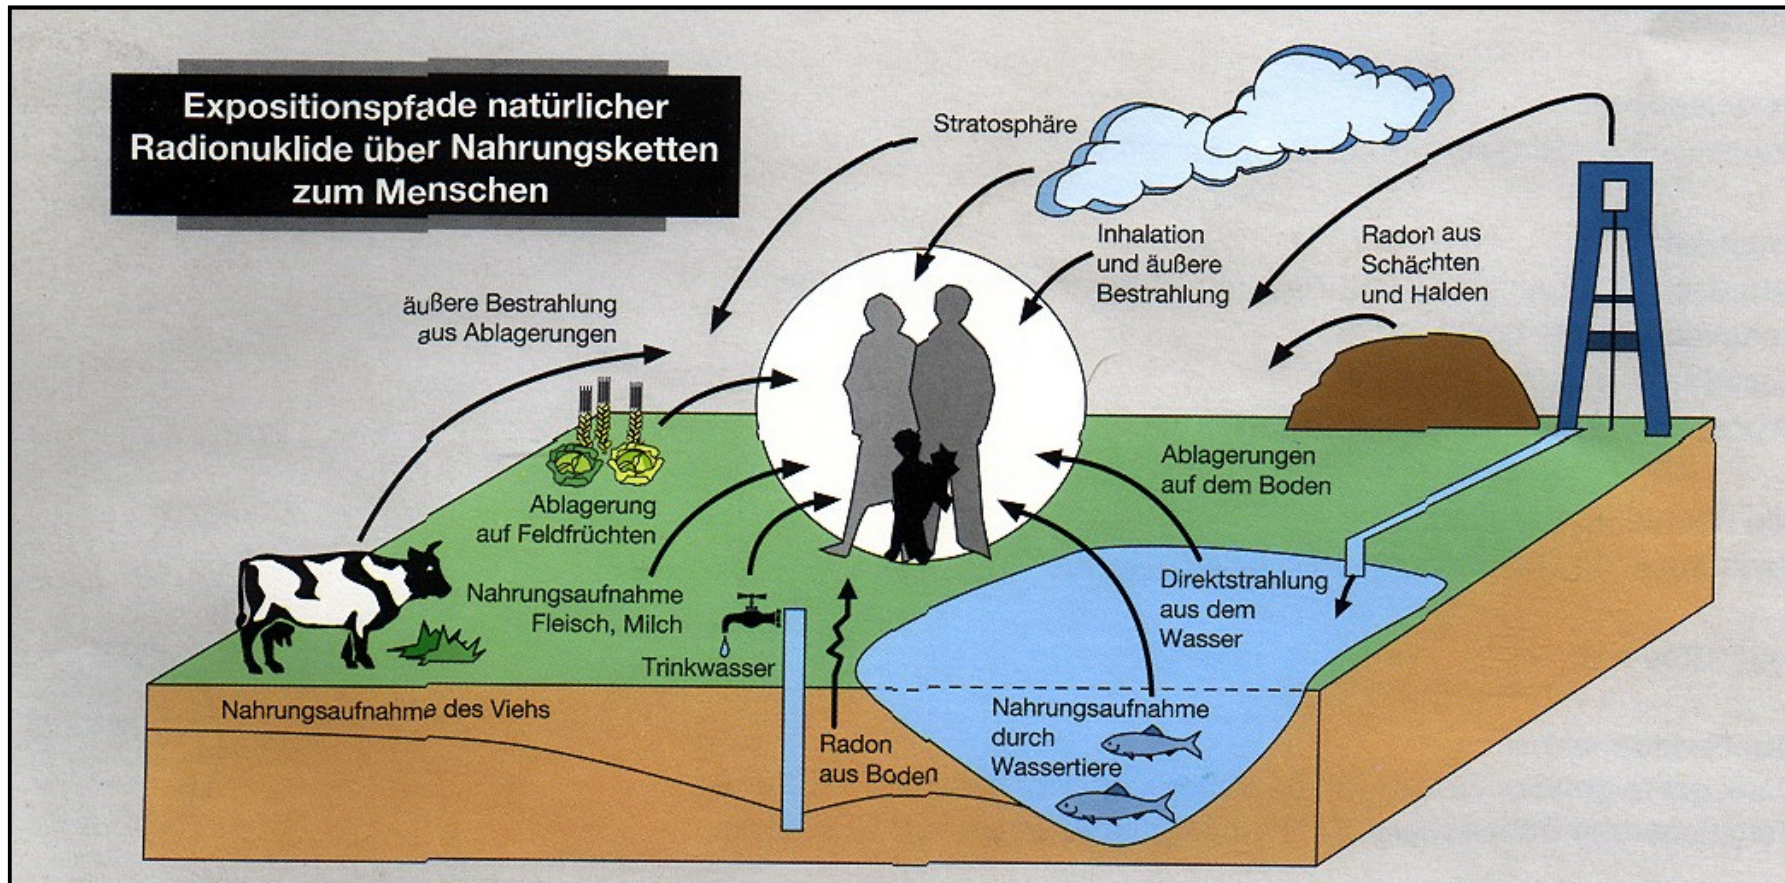 Expositionspfade natürlicher
Radionuklide über Nahrungsketten
zum Menschen
Stratosphäre
Inhalation
und äußere
Bestrahlung
Radon aus
Schächten
und Halden
äußere Bestrahlung
aus Ablagerungen
Ablagerung
auf Feldfrüchten
Ablagerungen
auf dem Boden
Nahrungsaufnahme
Fleisch, Milch
Trinkwasser
Direktstrahlung
aus dem
Wasser
Nahrungsaufnahme des Viehs
Radon
aus Boden
Nahrungsaufnahme
durch
Wassertiere